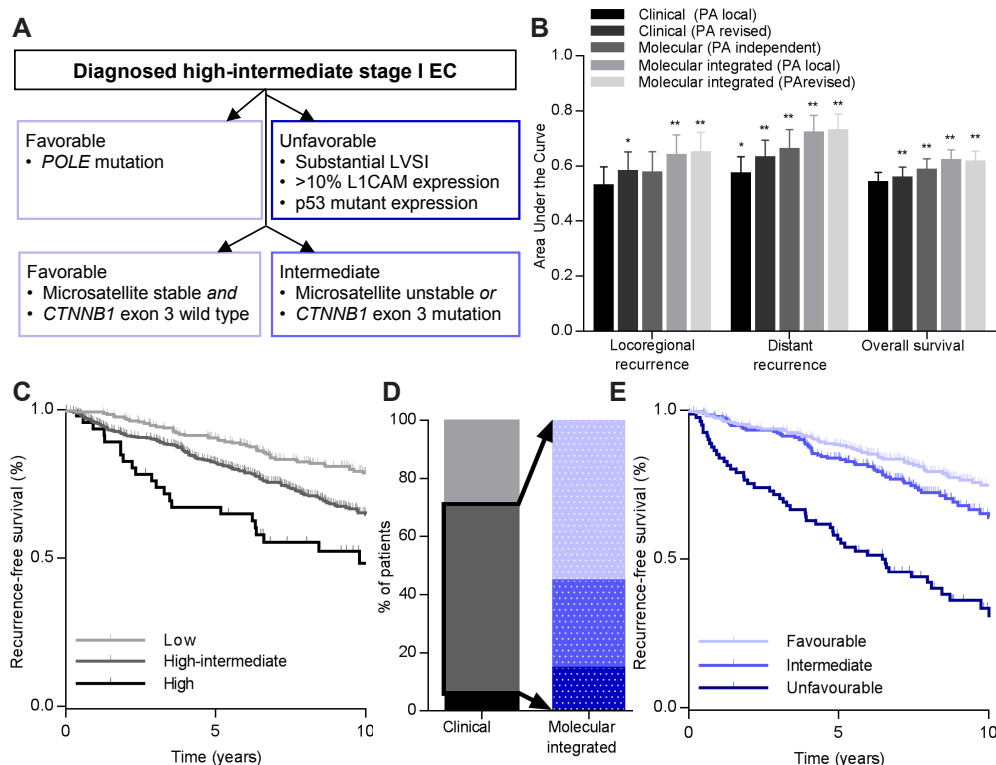 A
Diagnosed high-intermediate stage I EC
Favorable
• POLE mutation
Unfavorable
• Substantial LVSI
• >10% L1CAM expression
• p53 mutant expression
Favorable
• Microsatellite stable and
• CTNNB1 exon 3 wild type
Intermediate
• Microsatellite unstable or
• CTNNB1 exon 3 mutation
B
Clinical (PA local)
Clinical (PA revised)
Molecular (PA independent)
Molecular integrated (PA local)
Molecular integrated (PArevised)
Area Under the Curve
1.0
0.8
0.6
0.4
0.2
0.0
* ** **
* ** ** ** **
** ** ** **
Locoregional
recurrence
Distant
recurrence
Overall survival
C
Recurrence-free survival (%)
1.0
0.5
0.0
Low
High-intermediate
High
0 5 10
Time (years)
D
% of patients
100
80
60
40
20
0
Clinical
Molecular
integrated
E
Recurrence-free survival (%)
1.0
0.5
0.0
Favourable
Intermediate
Unfavourable
0 5 10
Time (years)